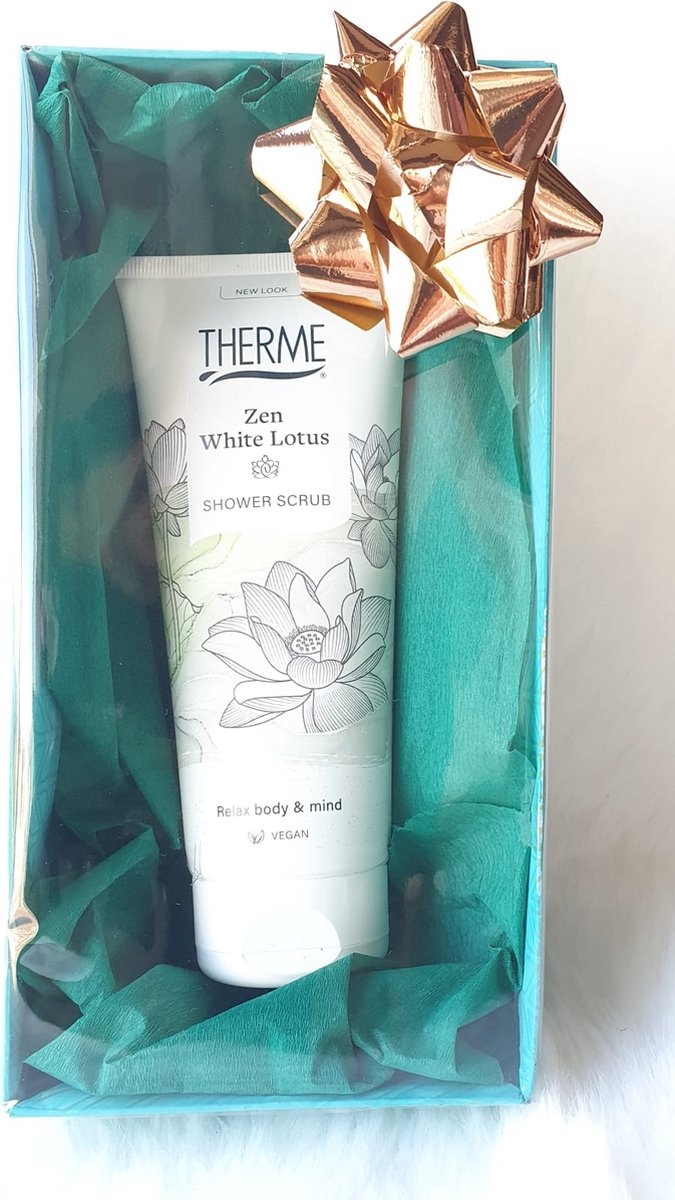 NEW LOOK
THERME®
Zen
White Lotus
SHOWER SCRUB
Relax body & mind
VEGAN